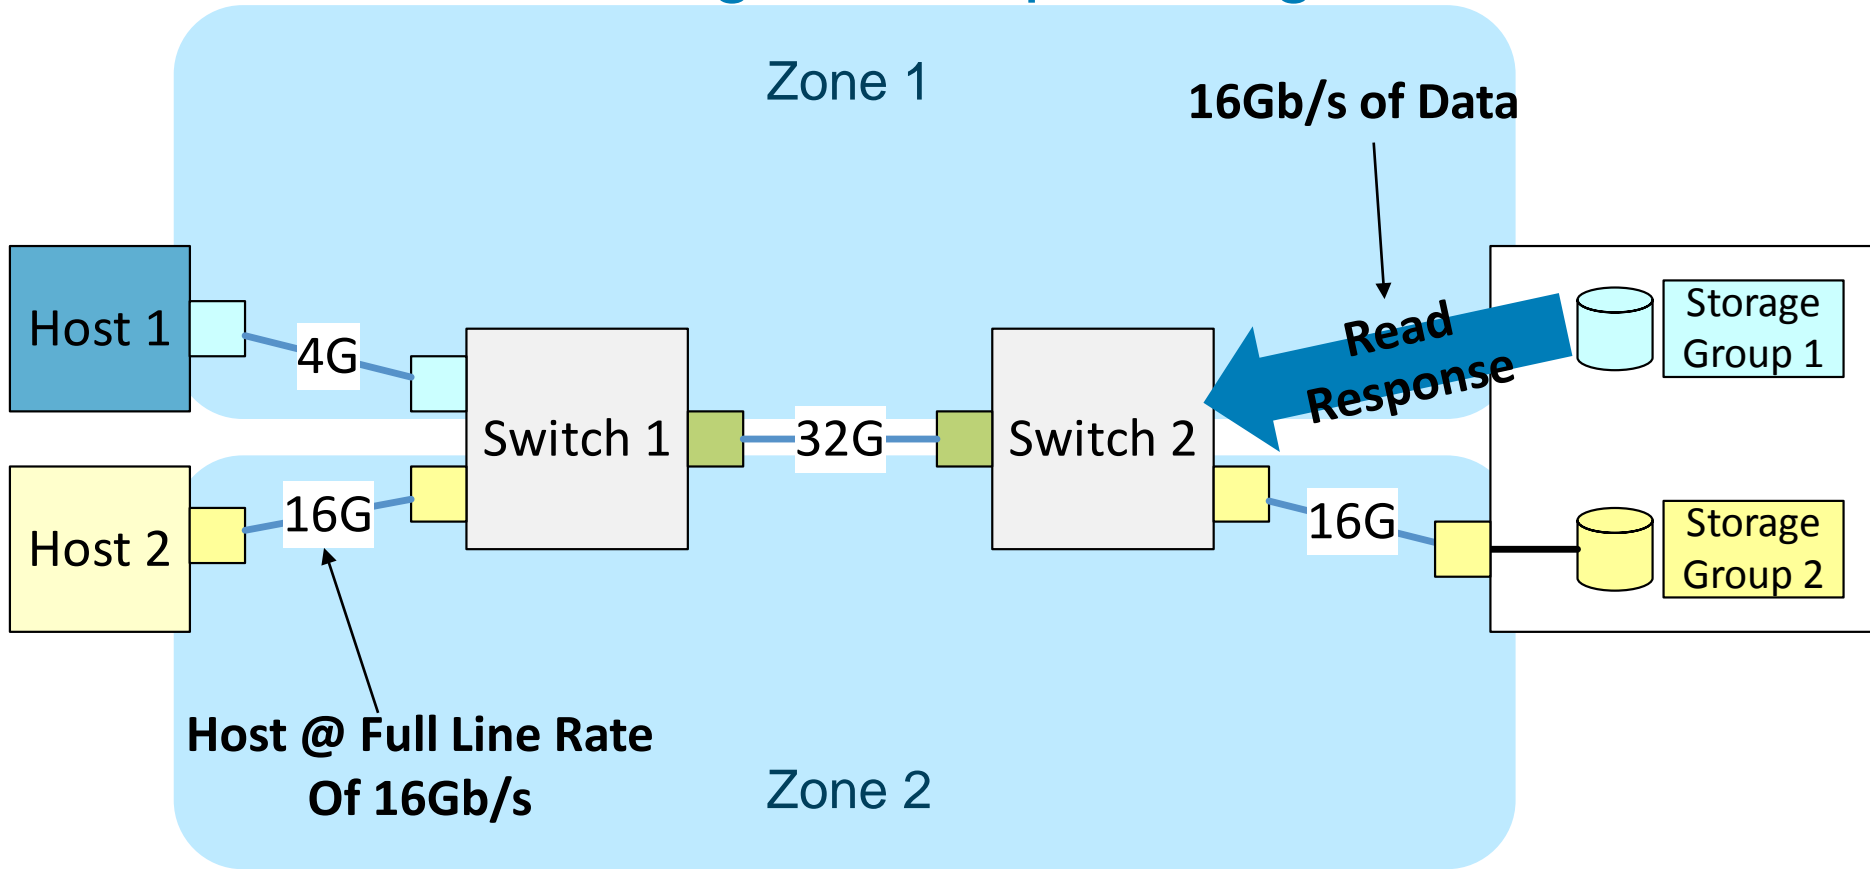 Zone 1
16Gb/s of Data
Host 1
4G
Switch 1
32G
Switch 2
Read
Response
Storage
Group 1
Host 2
16G
16G
Storage
Group 2
Host @ Full Line Rate
Of 16Gb/s
Zone 2